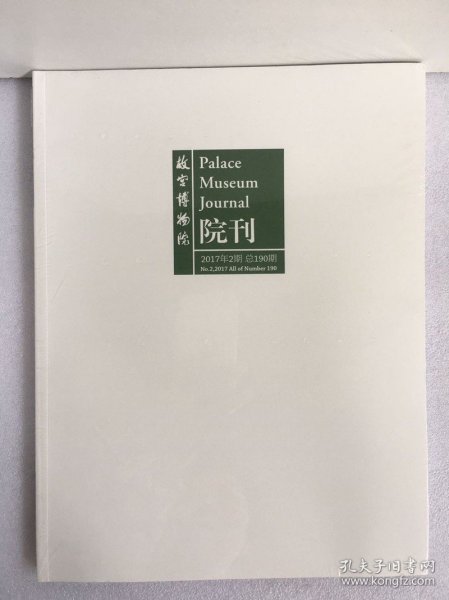 故宫博物院
Palace
Museum
Journal
院刊
2017年2期 总190期
No.2,2017 All of Number 190
孔夫子旧书网
www.kongfz.com